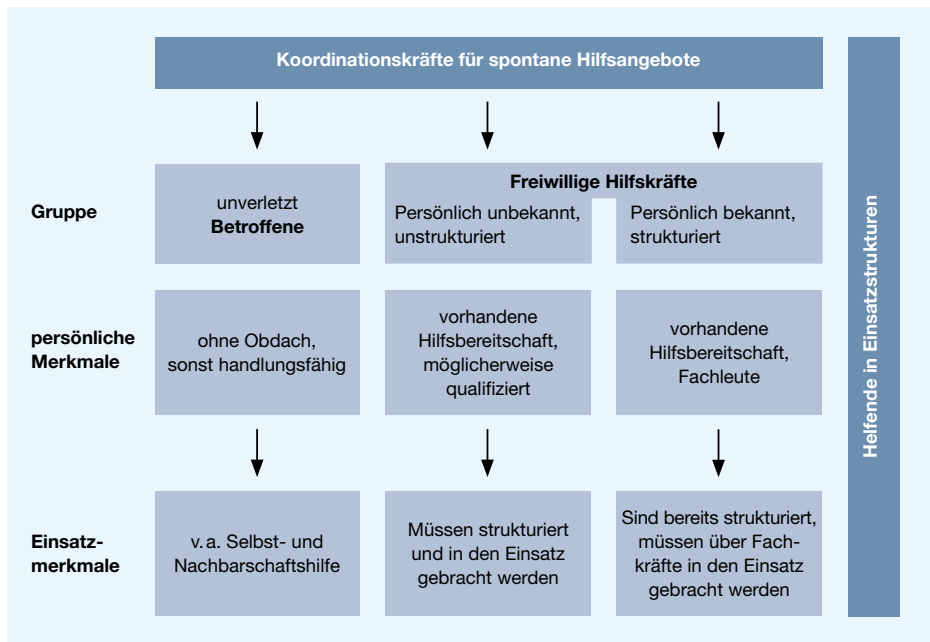 Koordinationskräfte für spontane Hilfsangebote
Gruppe
unverletzt
Betroffene
Freiwillige Hilfskräfte
Persönlich unbekannt,
unstrukturiert
Persönlich bekannt,
strukturiert
persönliche
Merkmale
ohne Obdach,
sonst handlungsfähig
vorhandene
Hilfsbereitschaft,
möglicherweise
qualifiziert
vorhandene
Hilfsbereitschaft,
Fachleute
Einsatz-
merkmale
v. a. Selbst- und
Nachbarschaftshilfe
Müssen strukturiert
und in den Einsatz
gebracht werden
Sind bereits strukturiert,
müssen über Fach-
kräfte in den Einsatz
gebracht werden
Helfende in Einsatzstrukturen